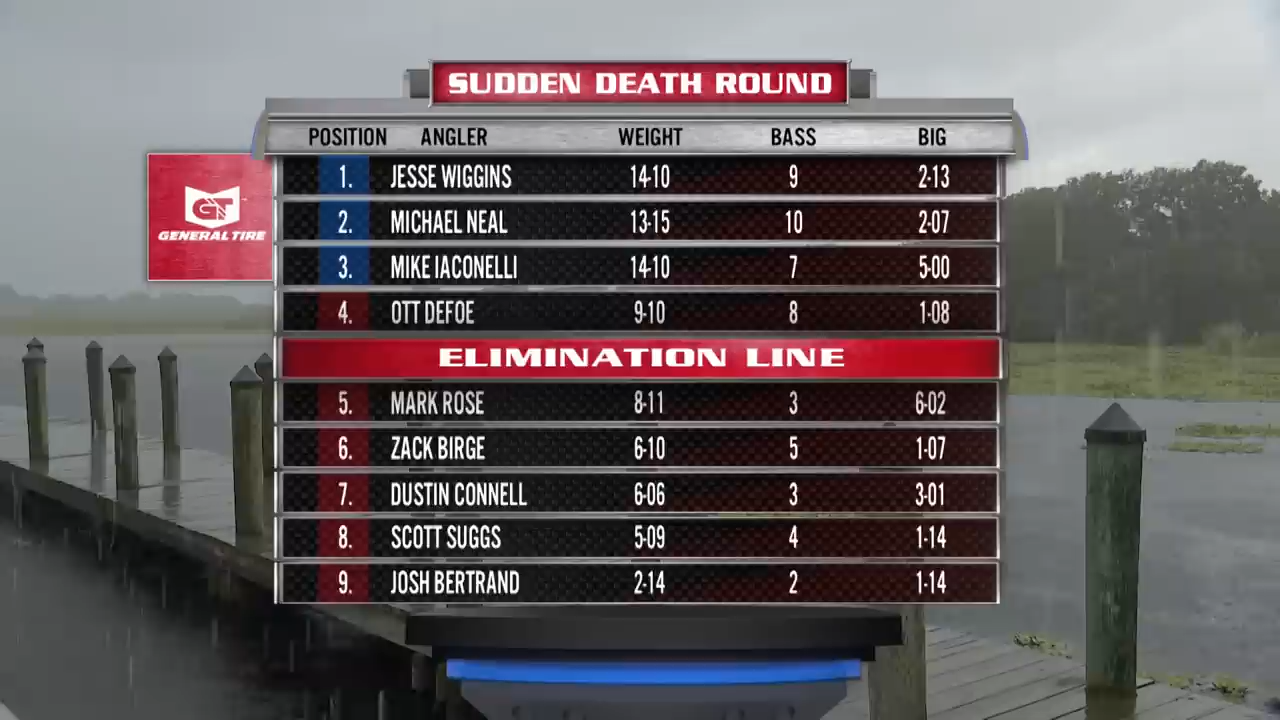 SUDDEN DEATH ROUND
POSITION ANGLER WEIGHT BASS BIG
1. JESSE WIGGINS 14-10 9 2-13
2. MICHAEL NEAL 13-15 10 2-07
3. MIKE IACONELLI 14-10 7 5-00
4. OTT DEFOE 9-10 8 1-08
ELIMINATION LINE
5. MARK ROSE 8-11 3 6-02
6. ZACK BIRGE 6-10 5 1-07
7. DUSTIN CONNELL 6-06 3 3-01
8. SCOTT SUGGS 5-09 4 1-14
9. JOSH BERTRAND 2-14 2 1-14
GT
GENERAL TIRE